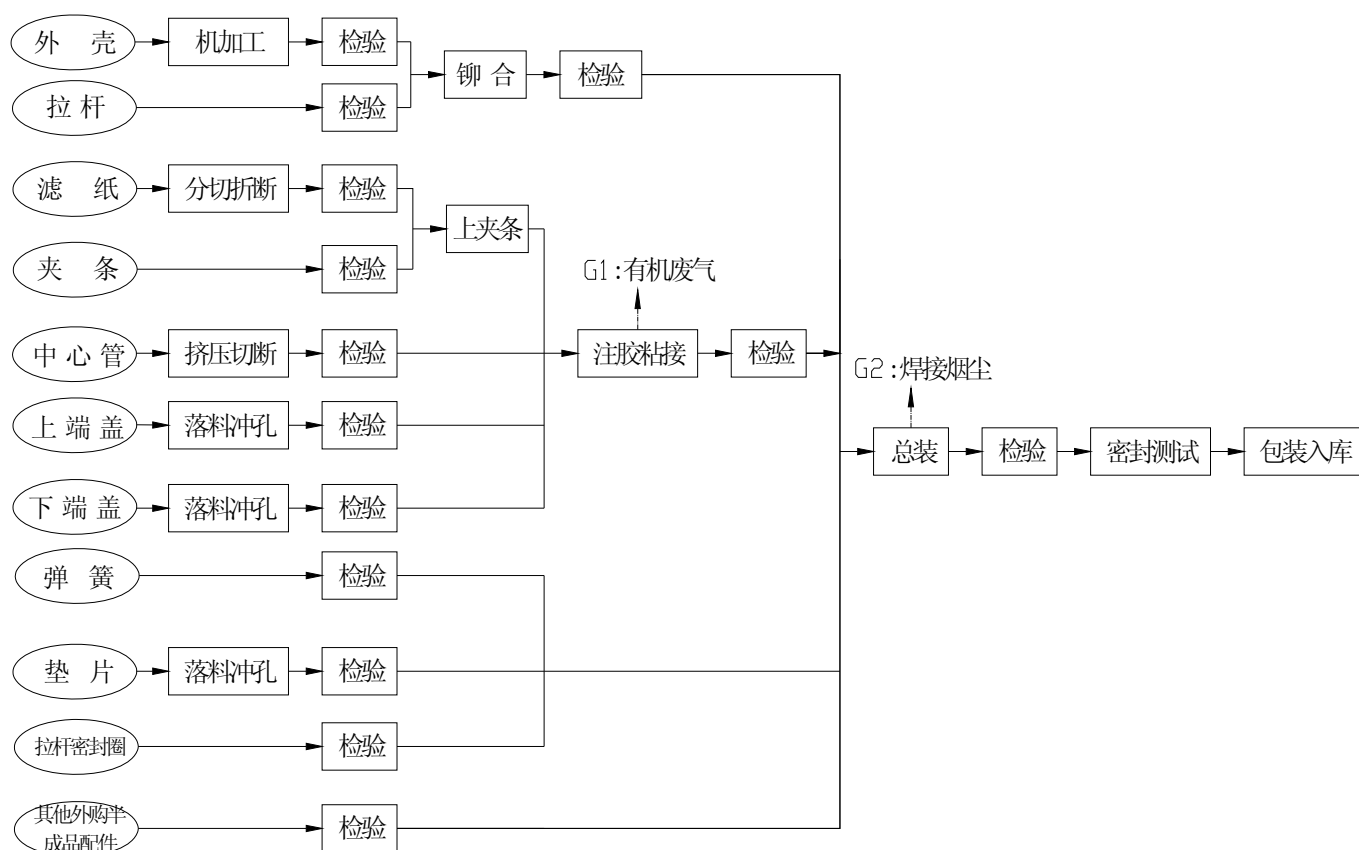 外 壳 机加工 检验
铆 合 检验
拉 杆 检验
滤 纸 分切折断 检验
上夹条
夹 条 检验
G1:有机废气
中 心 管 挤压切断 检验 注胶粘接 检验
G2:焊接烟尘
上 端 盖 落料冲孔 检验
总装 检验 密封测试 包装入库
下 端 盖 落料冲孔 检验
弹 簧 检验
垫 片 落料冲孔 检验
拉杆密封圈 检验
其他外购半
成品配件 检验